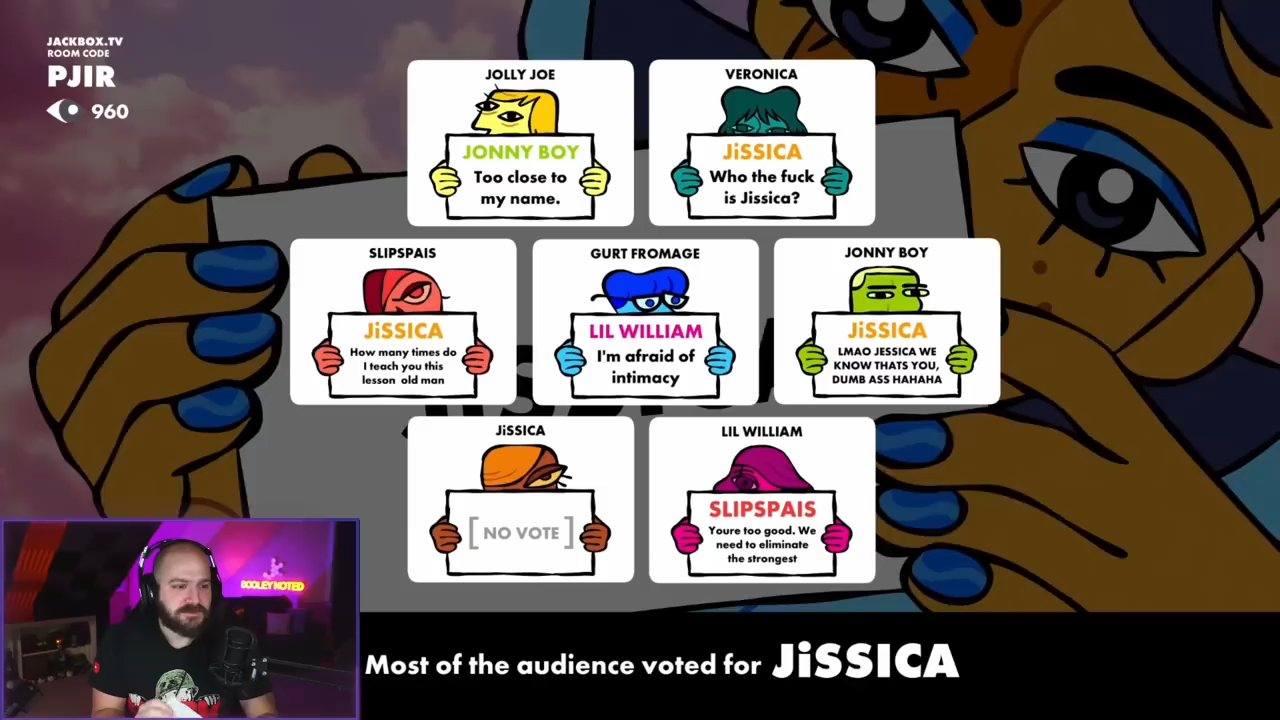 JACKBOX.TV
ROOM CODE
PJIR
960
JOLLY JOE
JONNY BOY
Too close to
my name.
VERONICA
JiSSICA
Who the fuck
is Jissica?
SLIPSPAIS
JiSSICA
How many times do
I teach you this
lesson old man
GURT FROMAGE
LIL WILLIAM
I'm afraid of
intimacy
JONNY BOY
JiSSICA
LMAO JESSICA WE
KNOW THATS YOU,
DUMB ASS HAHAHA
JiSSICA
[NO VOTE]
LIL WILLIAM
SLIPSPAIS
Youre too good. We
need to eliminate
the strongest
DOOLEYNOTED
Most of the audience voted for JiSSICA